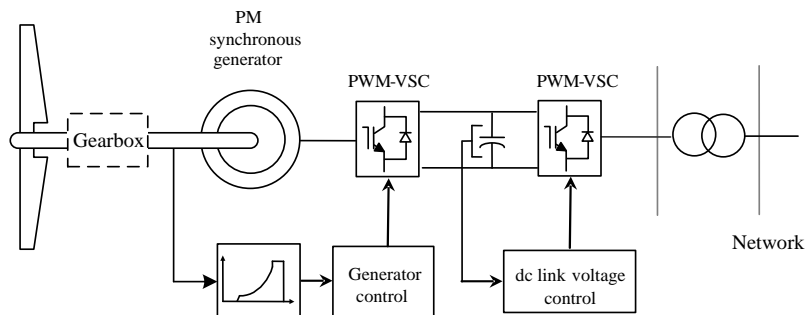 PM
synchronous
generator
PWM-VSC
PWM-VSC
Gearbox
Network
Generator
control
dc link voltage
control